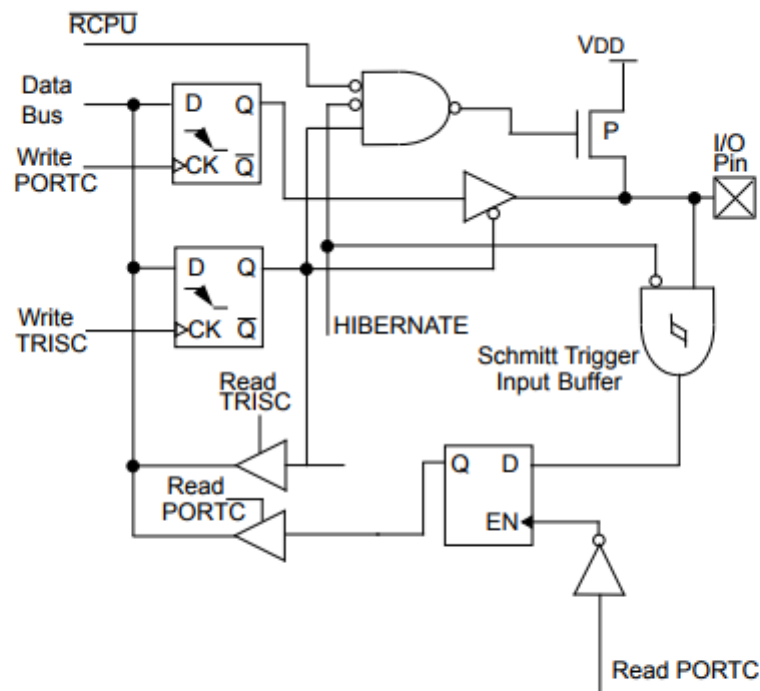 R̅C̅P̅U̅
VDD
Data
Bus
D Q
P
I/O
Pin
Write
PORTC
CK Q̅
D Q
Write
TRISC
CK Q̅
HIBERNATE
Schmitt Trigger
Input Buffer
Read
TRISC
Q D
Read
PORTC
EN
Read PORTC